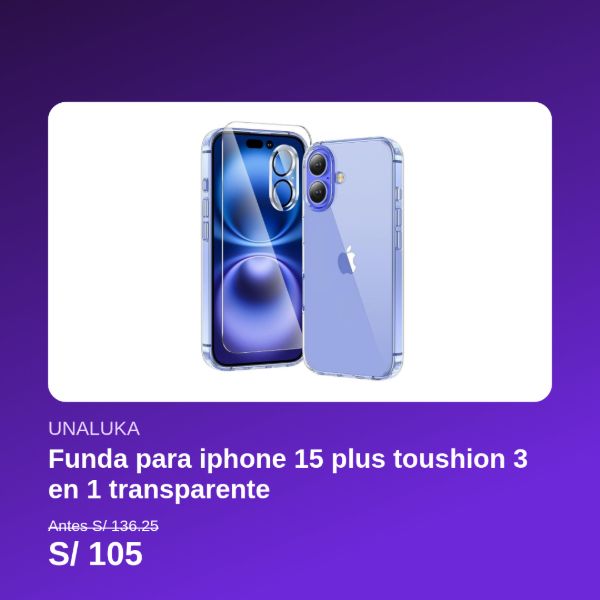 UNALUKA
Funda para iphone 15 plus toushion 3
en 1 transparente
Antes S/ 136.25
S/ 105